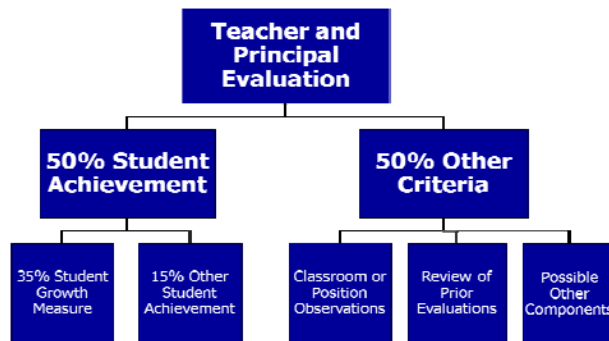 Teacher and
Principal
Evaluation
50% Student
Achievement
50% Other
Criteria
35% Student
Growth
Measure
15% Other
Student
Achievement
Classroom or
Position
Observations
Review of
Prior
Evaluations
Possible
Other
Components